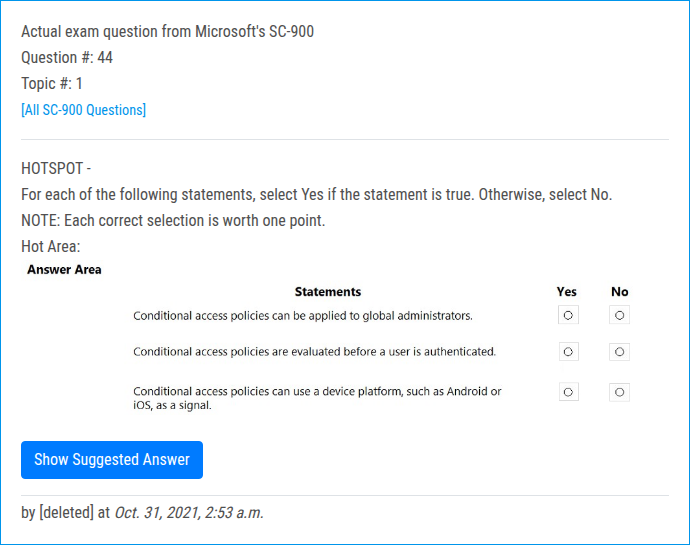 Actual exam question from Microsoft's SC-900
Question #: 44
Topic #: 1
[All SC-900 Questions]
HOTSPOT -
For each of the following statements, select Yes if the statement is true. Otherwise, select No.
NOTE: Each correct selection is worth one point.
Hot Area:
Answer Area
Statements Yes No
Conditional access policies can be applied to global administrators.
Conditional access policies are evaluated before a user is authenticated.
Conditional access policies can use a device platform, such as Android or
iOS, as a signal.
Show Suggested Answer
by [deleted] at Oct. 31, 2021, 2:53 a.m.